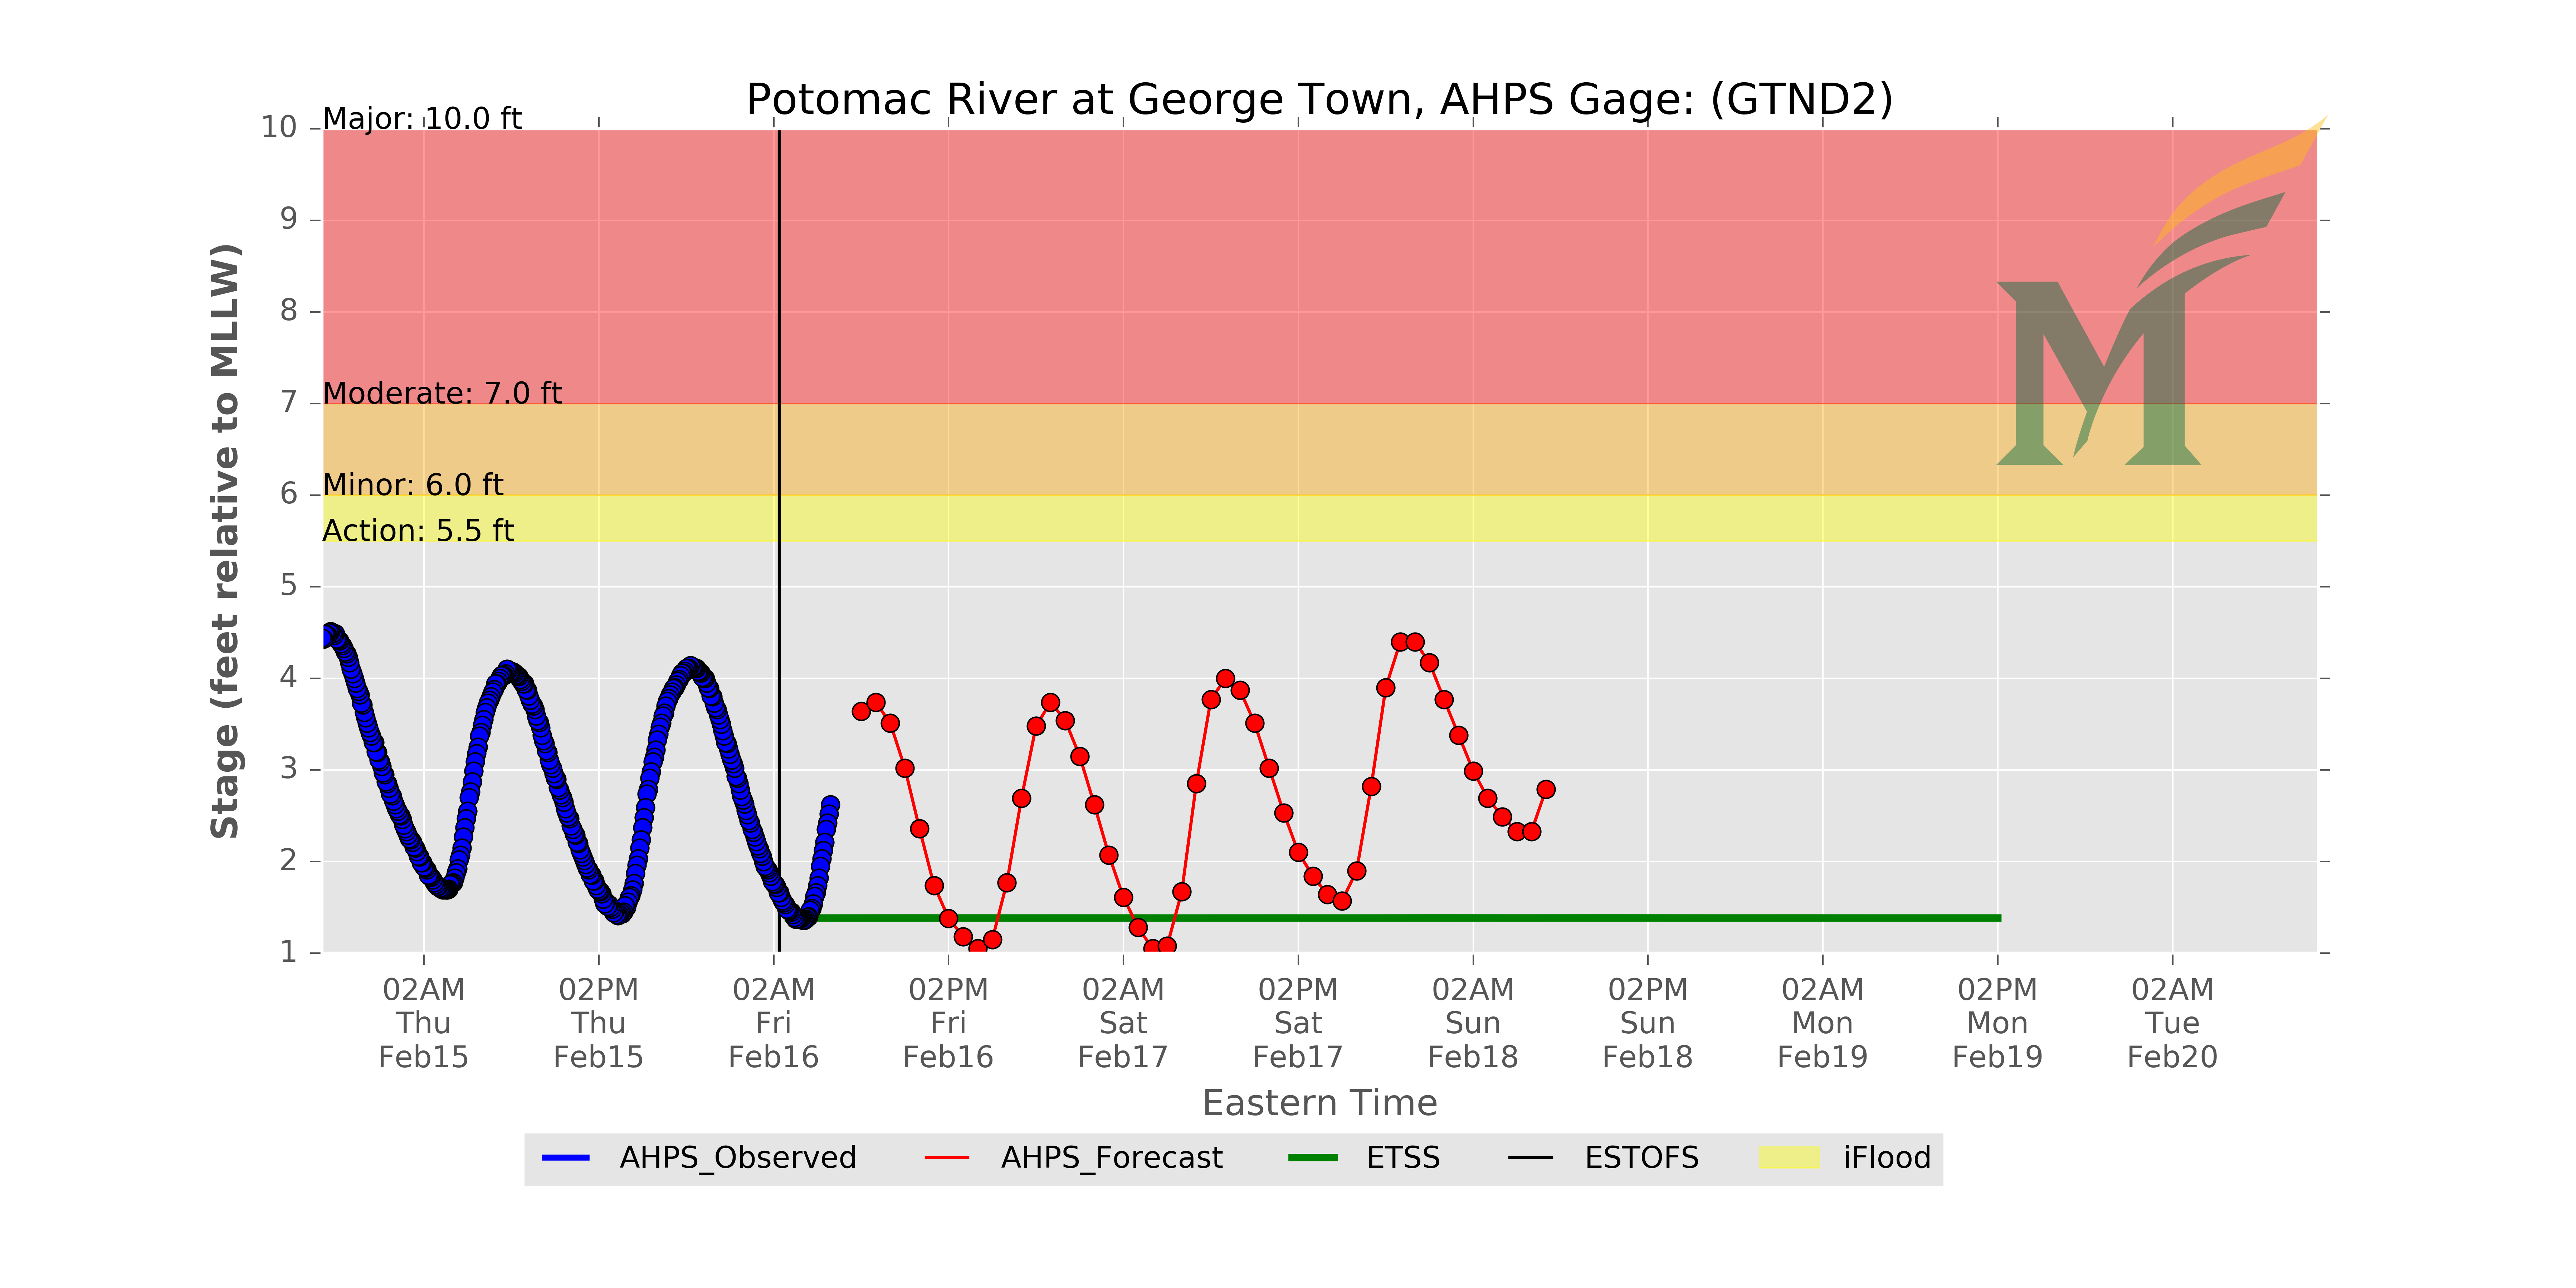 Potomac River at George Town, AHPS Gage: (GTND2)
Major: 10.0 ft
Moderate: 7.0 ft
Minor: 6.0 ft
Action: 5.5 ft
Stage (feet relative to MLLW)
10
9
8
7
6
5
4
3
2
1
02AM
Thu
Feb15
02PM
Thu
Feb15
02AM
Fri
Feb16
02PM
Fri
Feb16
02AM
Sat
Feb17
02PM
Sat
Feb17
02AM
Sun
Feb18
02PM
Sun
Feb18
02AM
Mon
Feb19
02PM
Mon
Feb19
02AM
Tue
Feb20
Eastern Time
AHPS_Observed
AHPS_Forecast
ETSS
ESTOFS
iFlood
M